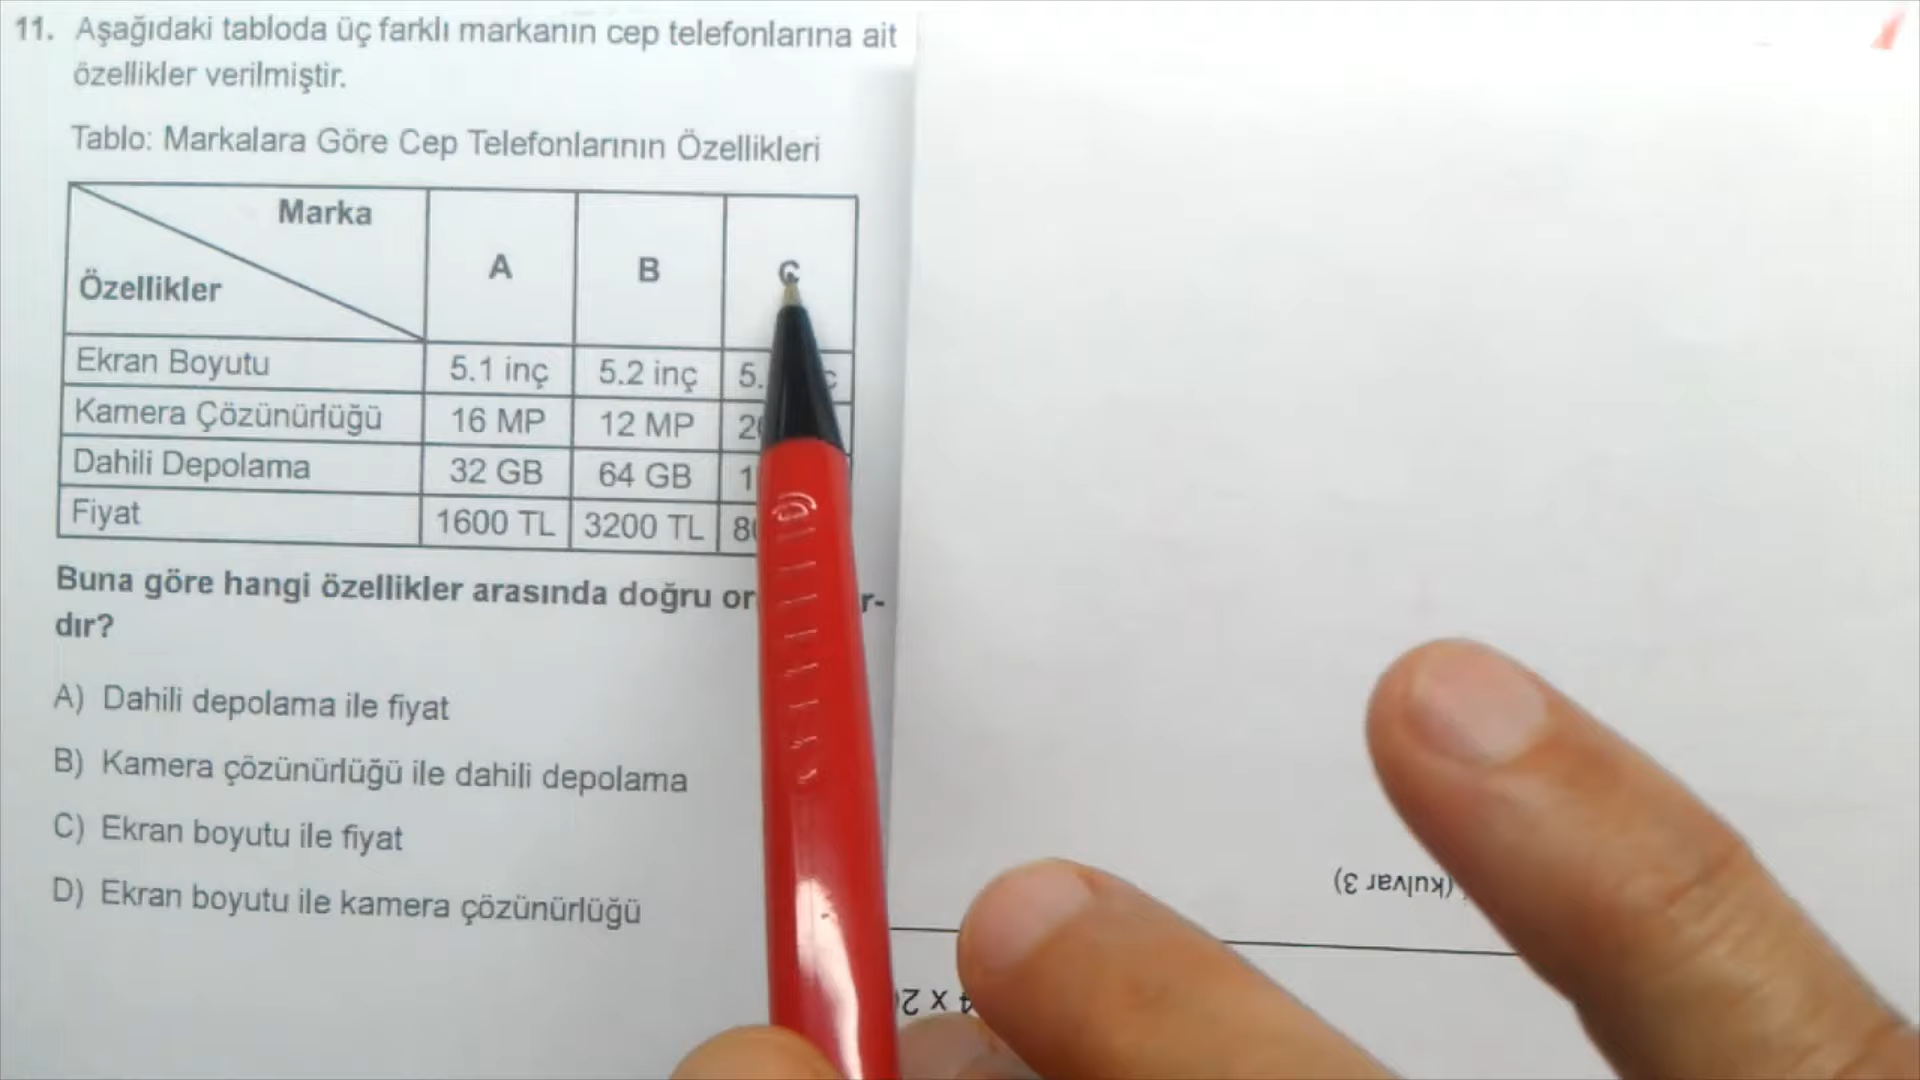 11. Aşağıdaki tabloda üç farklı markanın cep telefonlarına ait
özellikler verilmiştir.
Tablo: Markalara Göre Cep Telefonlarının Özellikleri
Marka
Özellikler
A B C
Ekran Boyutu 5.1 inç 5.2 inç
Kamera Çözünürlüğü 16 MP 12 MP
Dahili Depolama 32 GB 64 GB
Fiyat 1600 TL 3200 TL
Buna göre hangi özellikler arasında doğru
dır?
A) Dahili depolama ile fiyat
B) Kamera çözünürlüğü ile dahili depolama
C) Ekran boyutu ile fiyat
D) Ekran boyutu ile kamera çözünürlüğü
(kulvar 3)